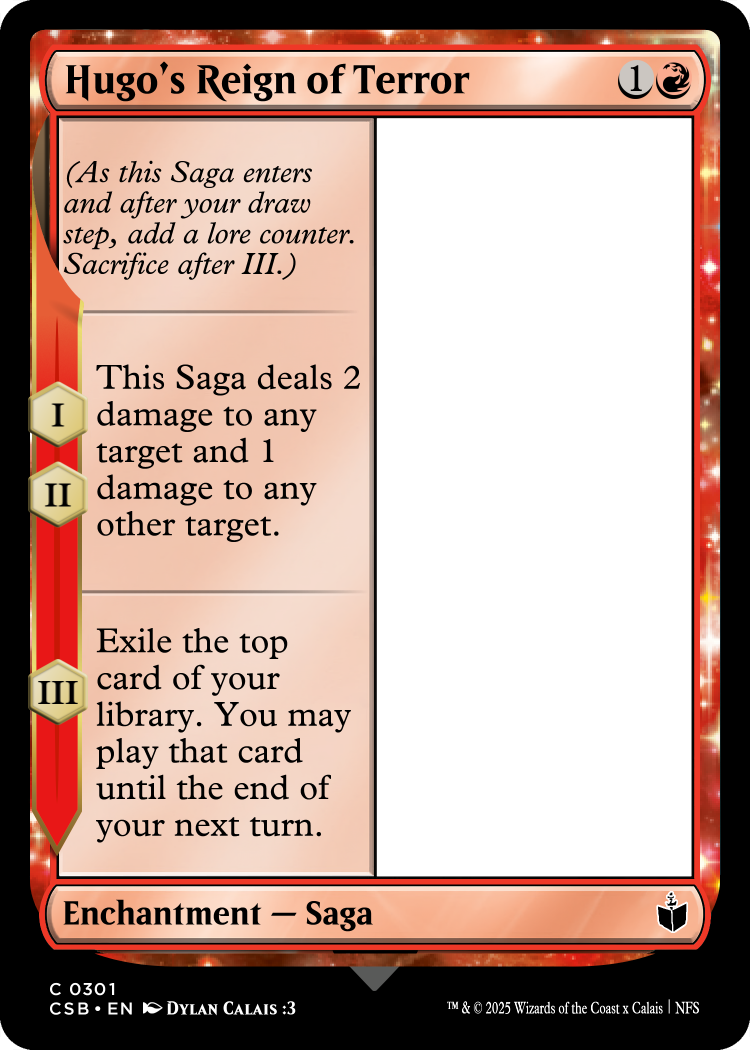 Hugo's Reign of Terror 1
(As this Saga enters
and after your draw
step, add a lore counter.
Sacrifice after III.)
I
II
This Saga deals 2
damage to any
target and 1
damage to any
other target.
III
Exile the top
card of your
library. You may
play that card
until the end of
your next turn.
Enchantment — Saga
C 0301
CSB • EN Dylan Calais :3
™ & © 2025 Wizards of the Coast x Calais | NFS